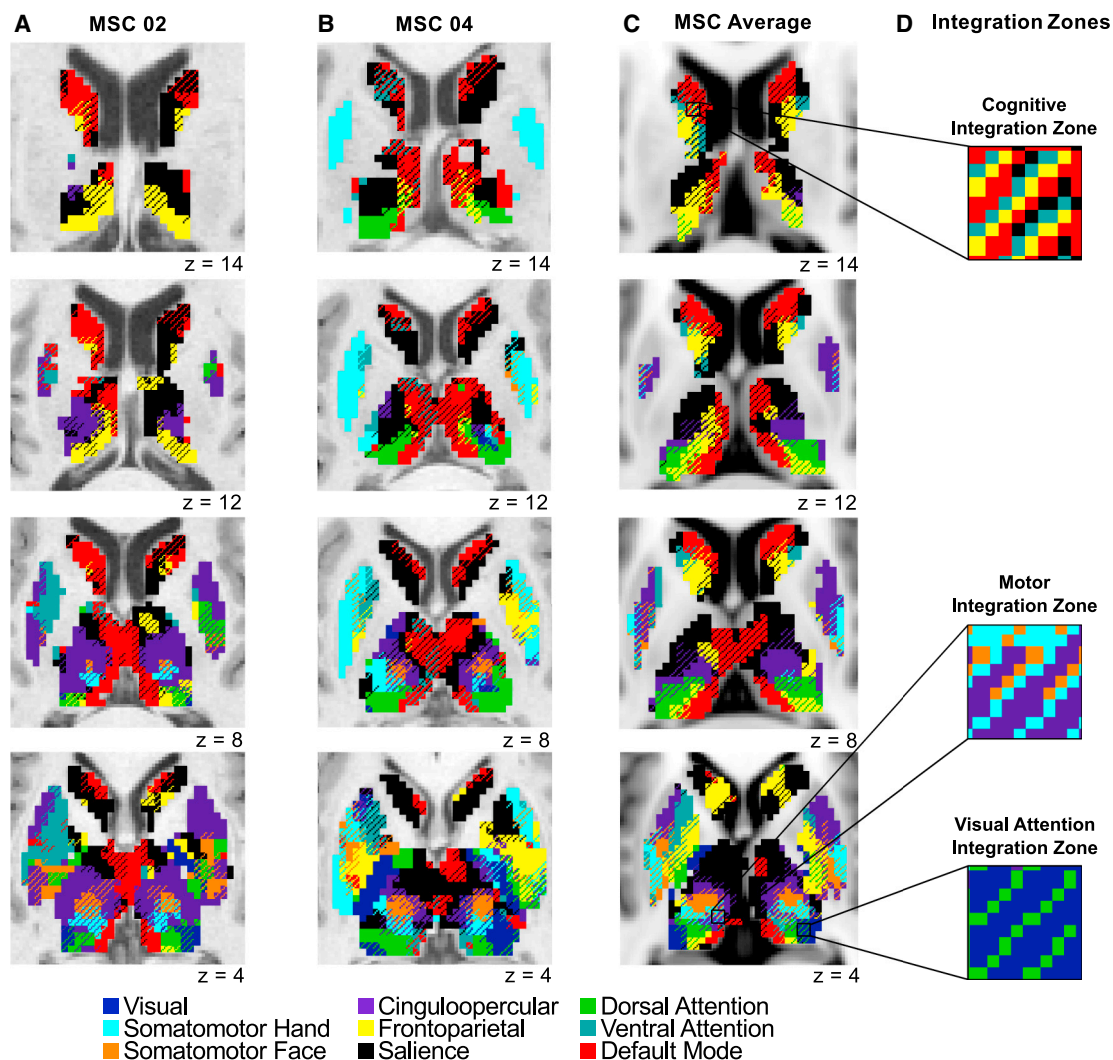 A MSC 02 B MSC 04 C MSC Average D Integration Zones
Cognitive
Integration Zone
z = 14 z = 14 z = 14
z = 12 z = 12 z = 12
Motor
Integration Zone
z = 8 z = 8 z = 8
Visual Attention
Integration Zone
z = 4 z = 4 z = 4
Visual Cinguloopercular Dorsal Attention
Somatomotor Hand Frontoparietal Ventral Attention
Somatomotor Face Salience Default Mode